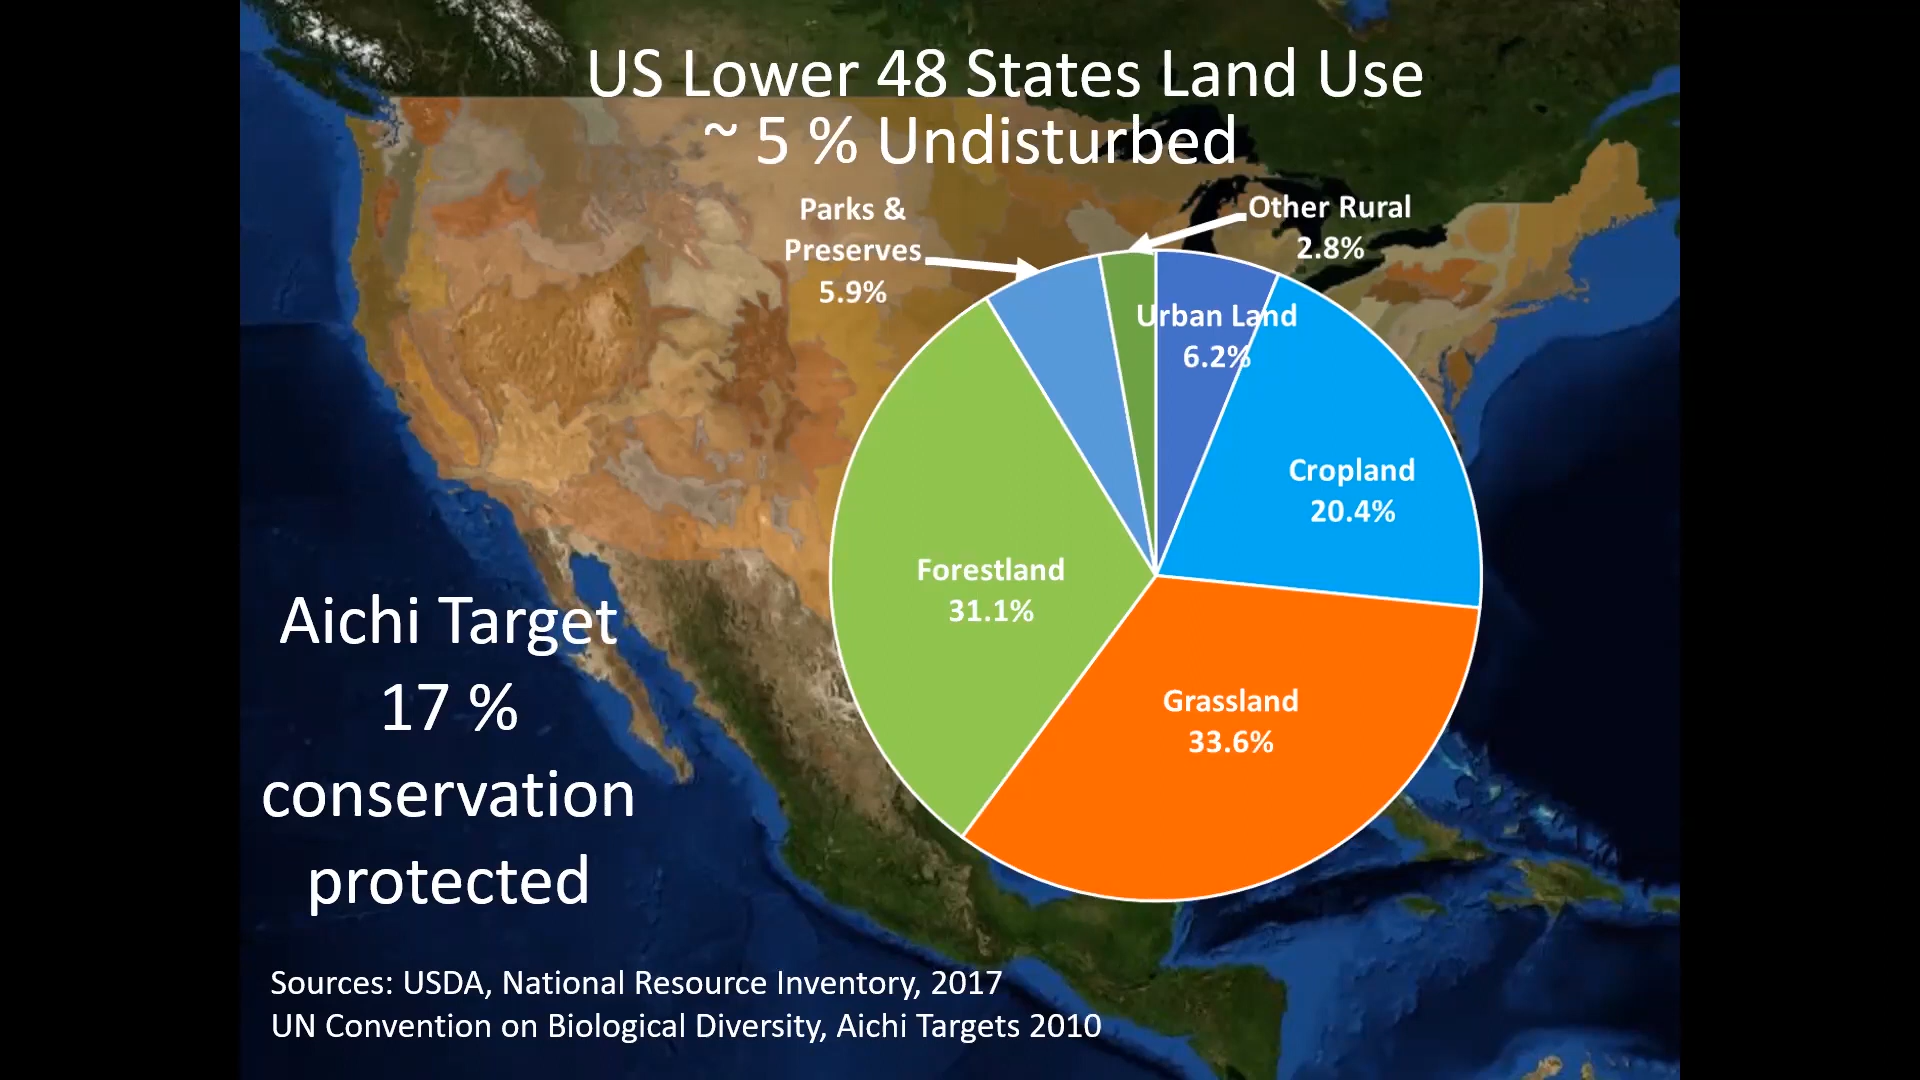 US Lower 48 States Land Use
~ 5 % Undisturbed
Parks &
Preserves
5.9%
Other Rural
2.8%
Urban Land
6.2%
Cropland
20.4%
Forestland
31.1%
Grassland
33.6%
Aichi Target
17 %
conservation
protected
Sources: USDA, National Resource Inventory, 2017
UN Convention on Biological Diversity, Aichi Targets 2010